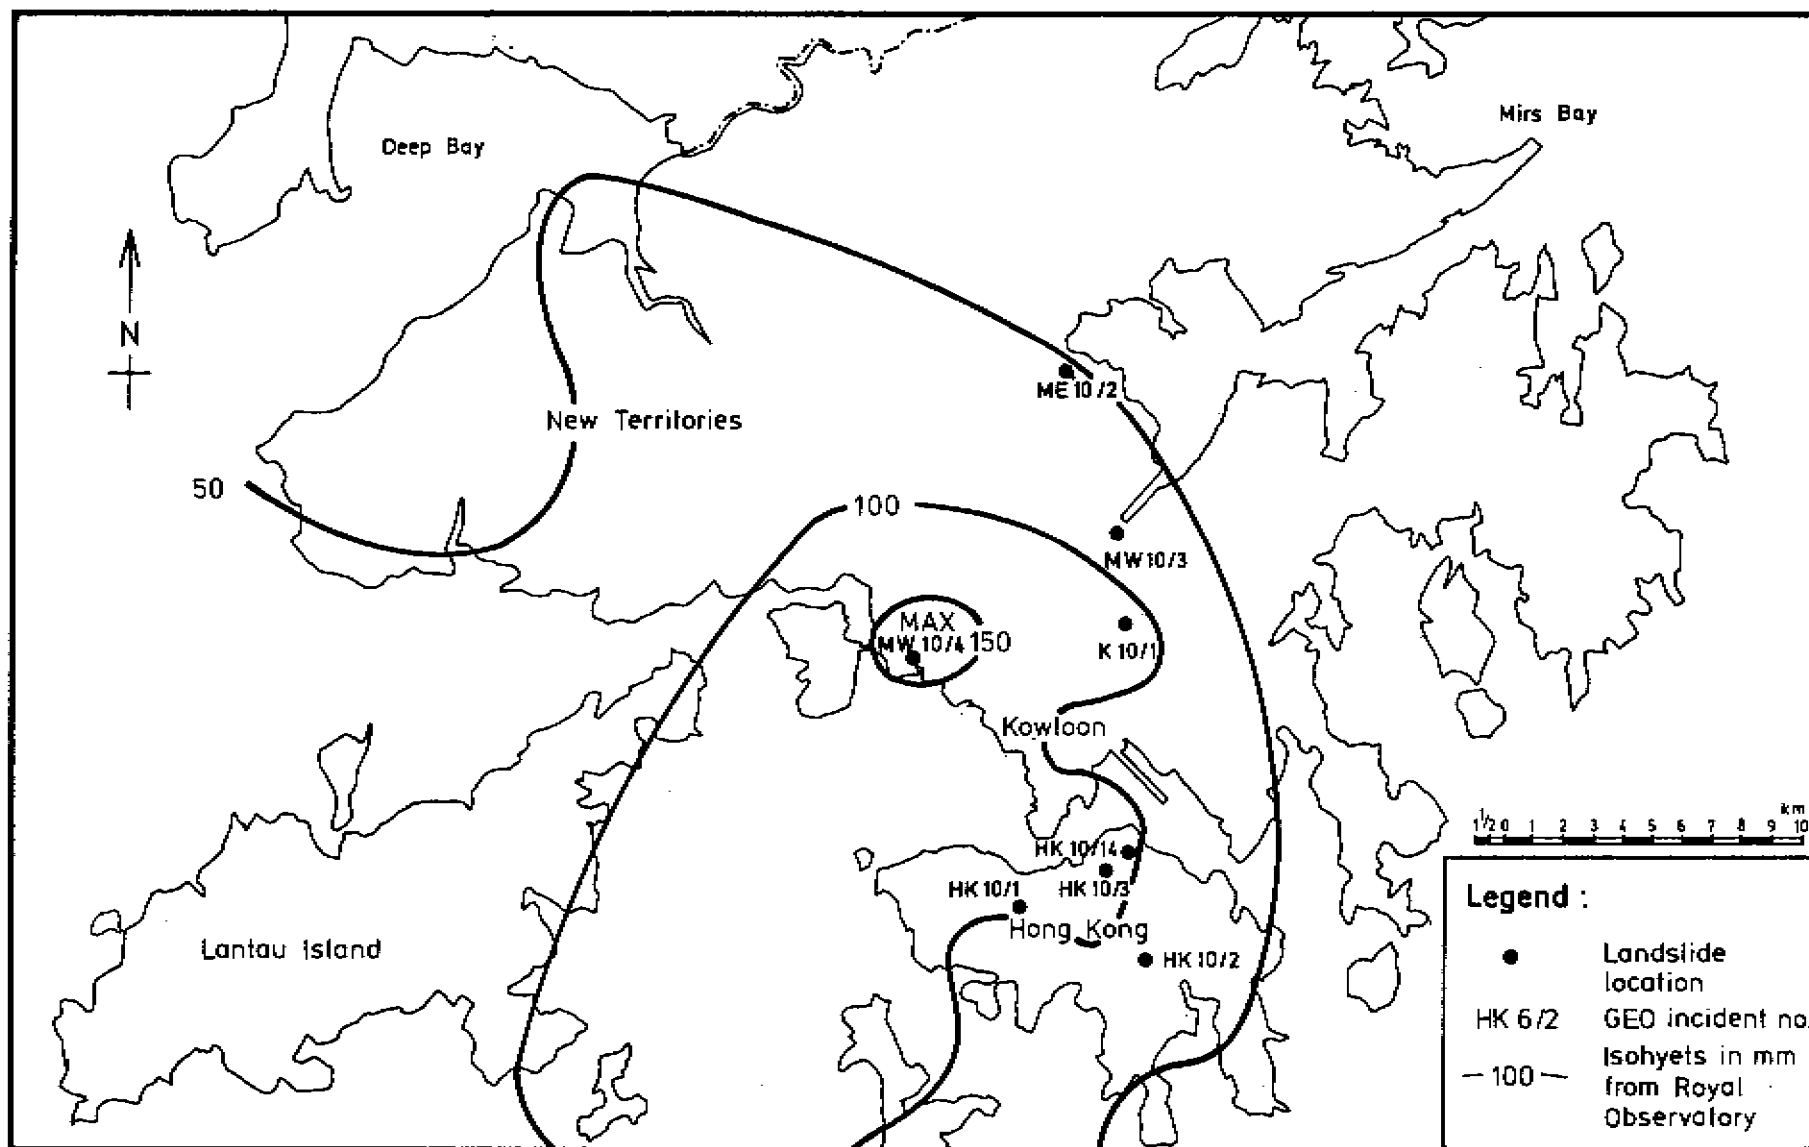 Mirs Bay
Deep Bay
N
ME 10/2
New Territories
50
100
MW 10/3
MAX
MW 10/4 150
K 10/1
Kowloon
km
1 1/2 0 1 2 3 4 5 6 7 8 9 10
HK 10/14
HK 10/1
HK 10/3
Hong Kong
Lantau Island
HK 10/2
Legend :
Landslide
location
HK 6/2
GEO incident no.
Isohyets in mm
— 100 —
from Royal
Observatory